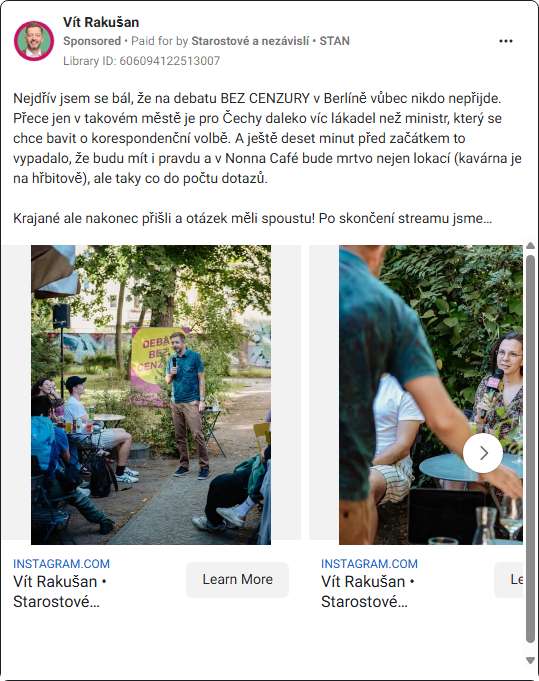 Vít Rakušan
Sponsored • Paid for by Starostové a nezávislí • STAN
Library ID: 606094122513007
Nejdřív jsem se bál, že na debatu BEZ CENZURY v Berlíně vůbec nikdo nepřijde.
Přece jen v takovém městě je pro Čechy daleko víc lákadel než ministr, který se
chce bavit o korespondenční volbě. A ještě deset minut před začátkem to
vypadalo, že budu mít i pravdu a v Nonna Café bude mrtvo nejen lokací (kavárna je
na hřbitově), ale taky co do počtu dotazů.
Krajané ale nakonec přišli a otázek měli spoustu! Po skončení streamu jsme...
DEBA
BEZ
CENZU
INSTAGRAM.COM
Vít Rakušan •
Starostové...
Learn More
INSTAGRAM.COM
Vít Rakušan •
Starostové...
Le